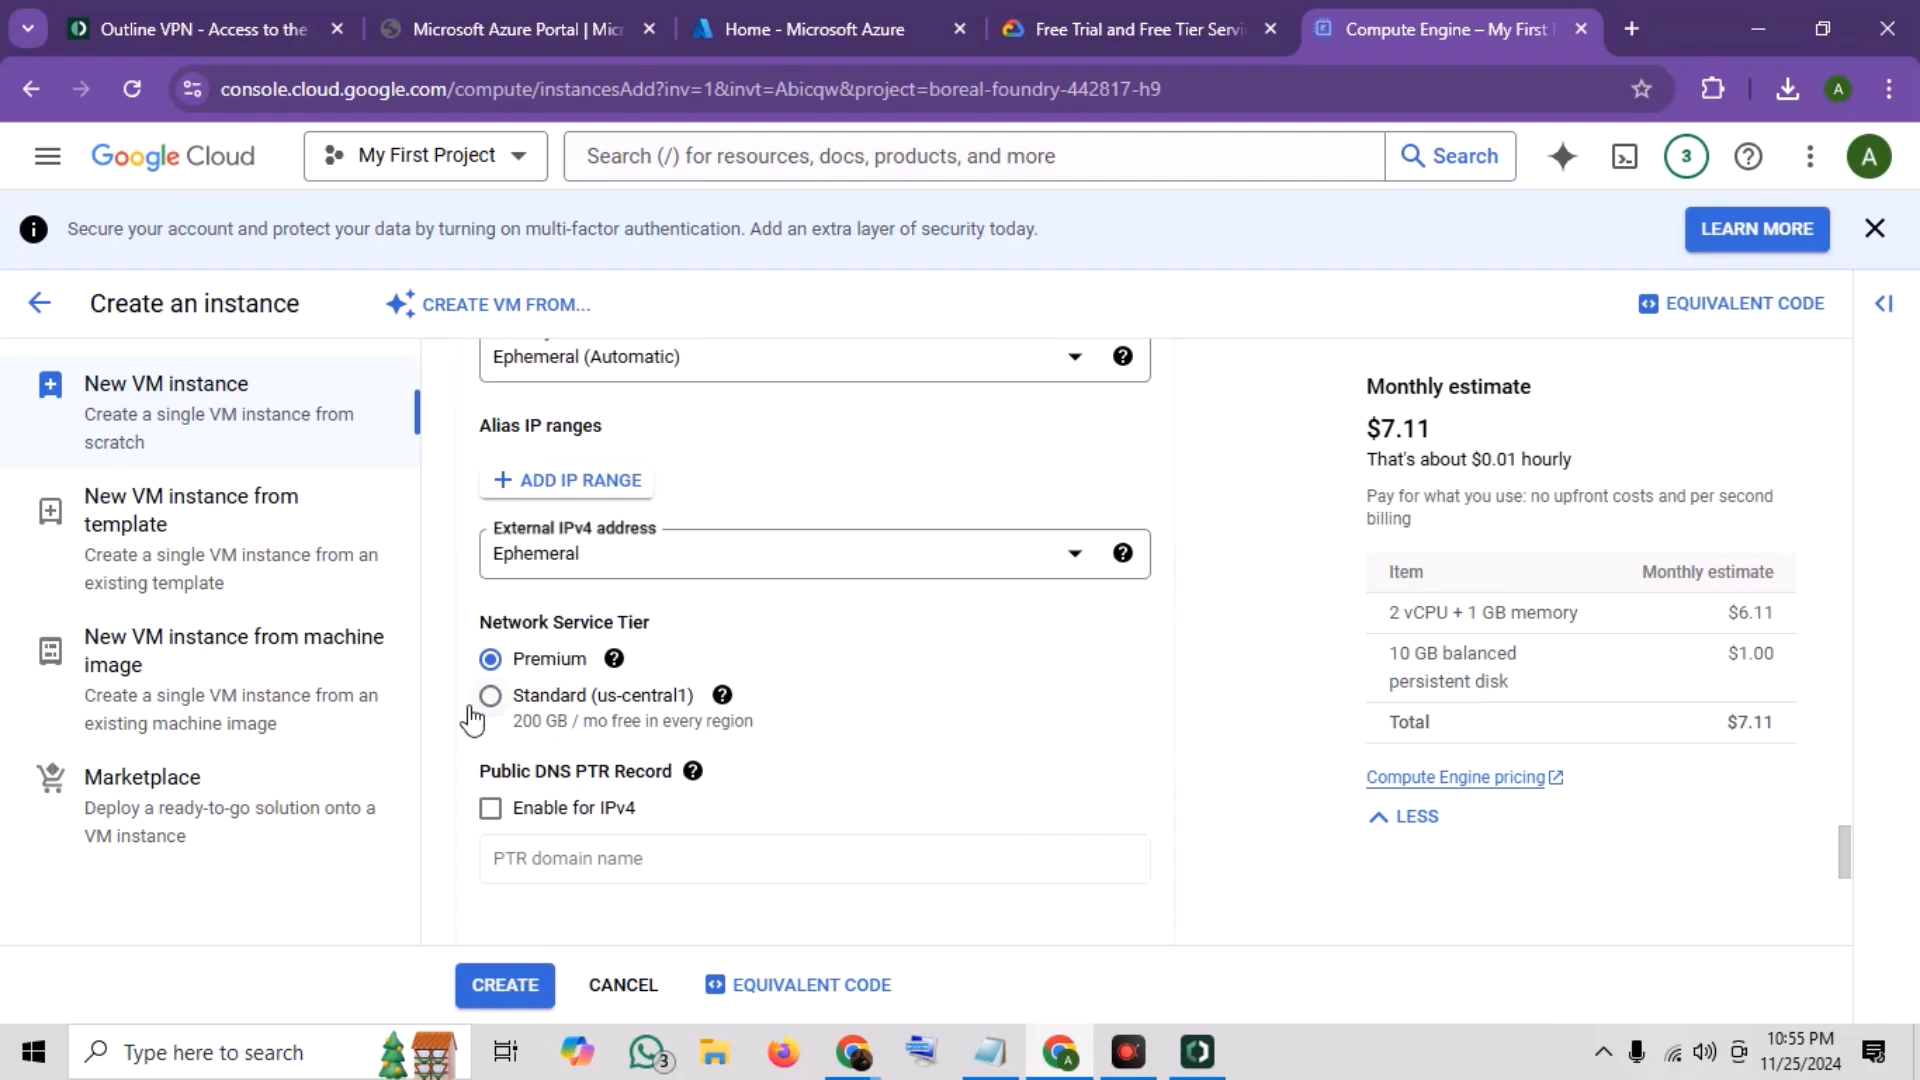 Outline VPN - Access to the
Microsoft Azure Portal | Micr
Home - Microsoft Azure
Free Trial and Free Tier Servi
Compute Engine – My First
console.cloud.google.com/compute/instancesAdd?inv=1&invt=Abicqw&project=boreal-foundry-442817-h9
A
Google Cloud
My First Project
Search (/) for resources, docs, products, and more
Search
3
A
Secure your account and protect your data by turning on multi-factor authentication. Add an extra layer of security today.
LEARN MORE
Create an instance
CREATE VM FROM...
EQUIVALENT CODE
New VM instance
Create a single VM instance from
scratch
New VM instance from
template
Create a single VM instance from an
existing template
New VM instance from machine
image
Create a single VM instance from an
existing machine image
Marketplace
Deploy a ready-to-go solution onto a
VM instance
Ephemeral (Automatic)
Alias IP ranges
+ ADD IP RANGE
External IPv4 address
Ephemeral
Network Service Tier
Premium
Standard (us-central1)
200 GB / mo free in every region
Public DNS PTR Record
Enable for IPv4
PTR domain name
Monthly estimate
$7.11
That's about $0.01 hourly
Pay for what you use: no upfront costs and per second
billing
Item Monthly estimate
2 vCPU + 1 GB memory $6.11
10 GB balanced $1.00
persistent disk
Total $7.11
Compute Engine pricing
LESS
CREATE
CANCEL
EQUIVALENT CODE
Type here to search
3
A
10:55 PM
11/25/2024